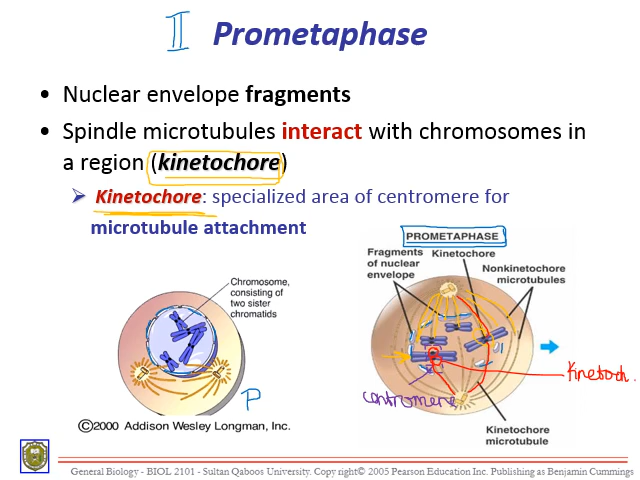 II Prometaphase
• Nuclear envelope fragments
• Spindle microtubules interact with chromosomes in
a region (kinetochore)
➢ Kinetochore: specialized area of centromere for
microtubule attachment
PROMETAPHASE
Fragments
of nuclear
envelope
Kinetochore
Nonkinetochore
microtubules
Chromosome,
consisting of
two sister
chromatids
Kinetoch.
centromere
P
Kinetochore
microtubule
©2000 Addison Wesley Longman, Inc.
General Biology - BIOL 2101 - Sultan Qaboos University. Copy right© 2005 Pearson Education Inc. Publishing as Benjamin Cummings